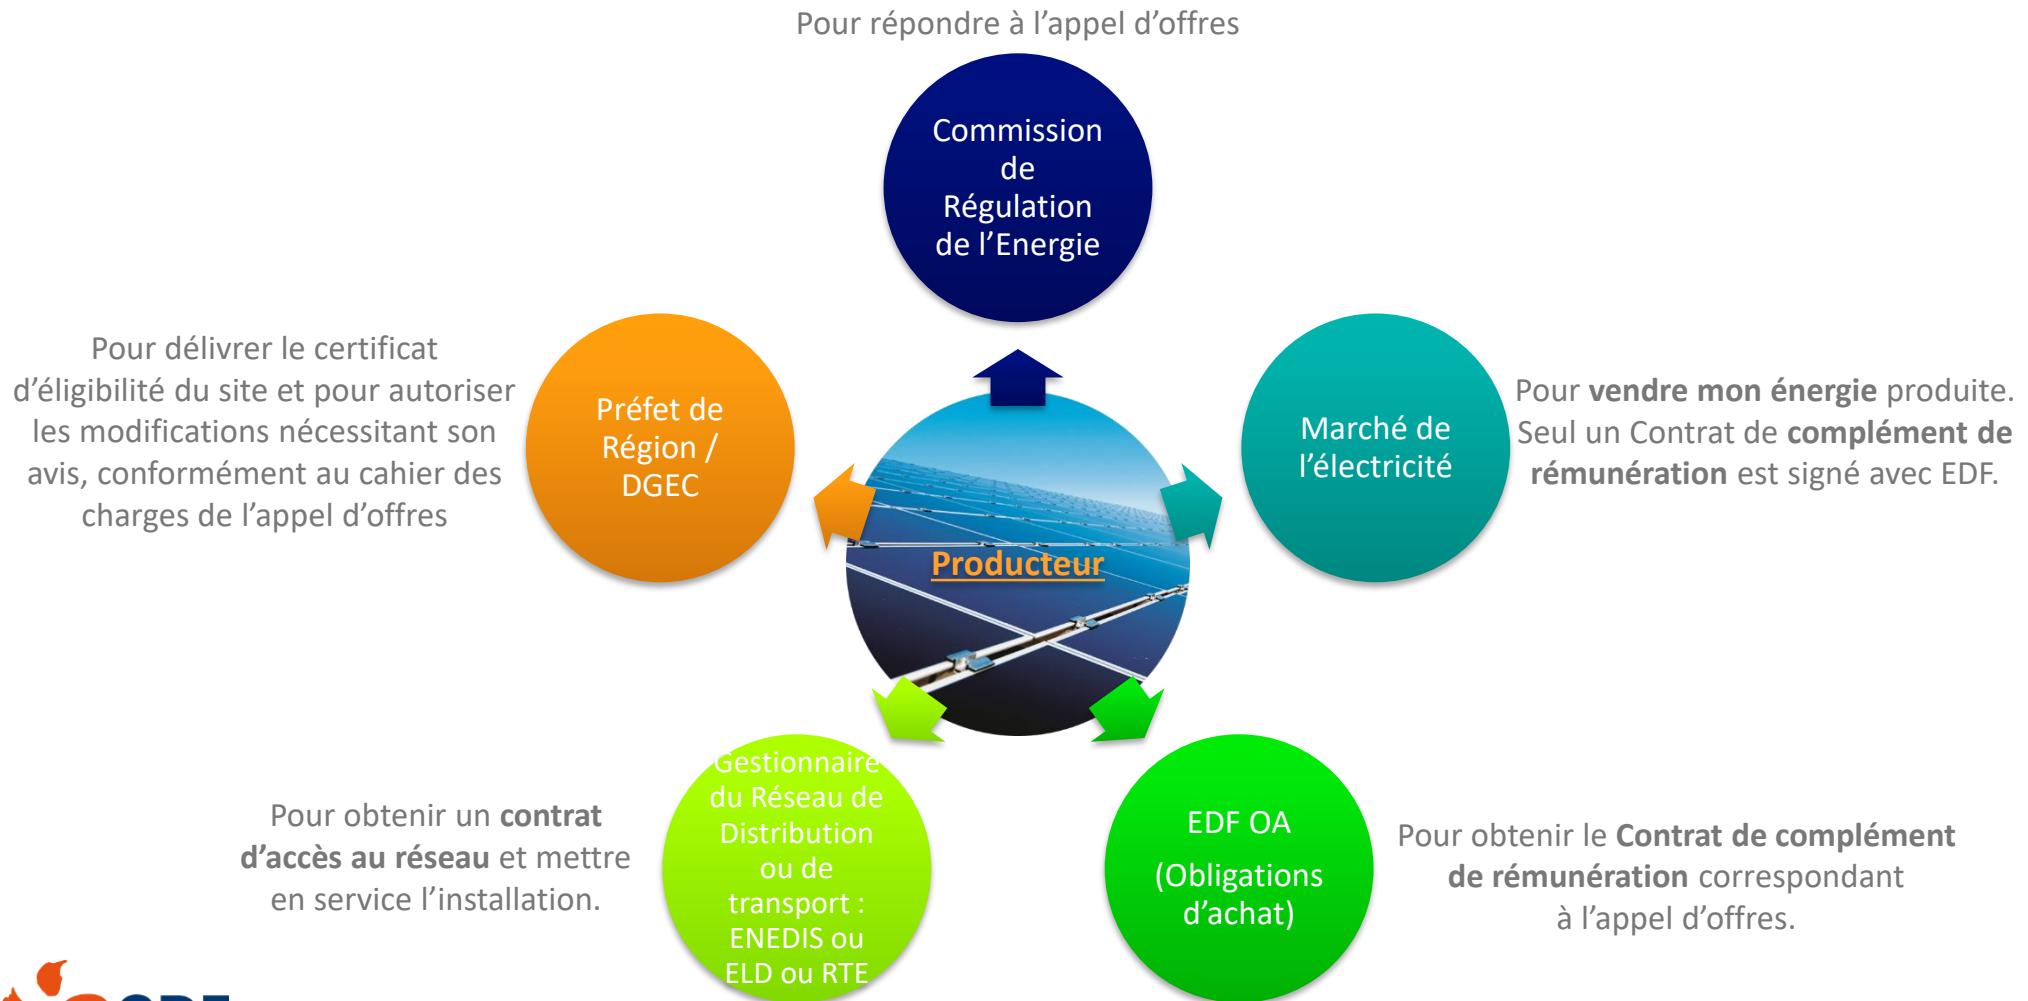 Pour répondre à l’appel d’offres
Commission
de
Régulation
de l’Energie
Pour délivrer le certificat
d’éligibilité du site et pour autoriser
les modifications nécessitant son
avis, conformément au cahier des
charges de l’appel d’offres
Préfet de
Région /
DGEC
Marché de
l’électricité
Pour vendre mon énergie produite.
Seul un Contrat de complément de
rémunération est signé avec EDF.
Producteur
Pour obtenir un contrat
d’accès au réseau et mettre
en service l’installation.
Gestionnaire
du Réseau de
Distribution
ou de
transport :
ENEDIS ou
ELD ou RTE
EDF OA
(Obligations
d’achat)
Pour obtenir le Contrat de complément
de rémunération correspondant
à l’appel d’offres.